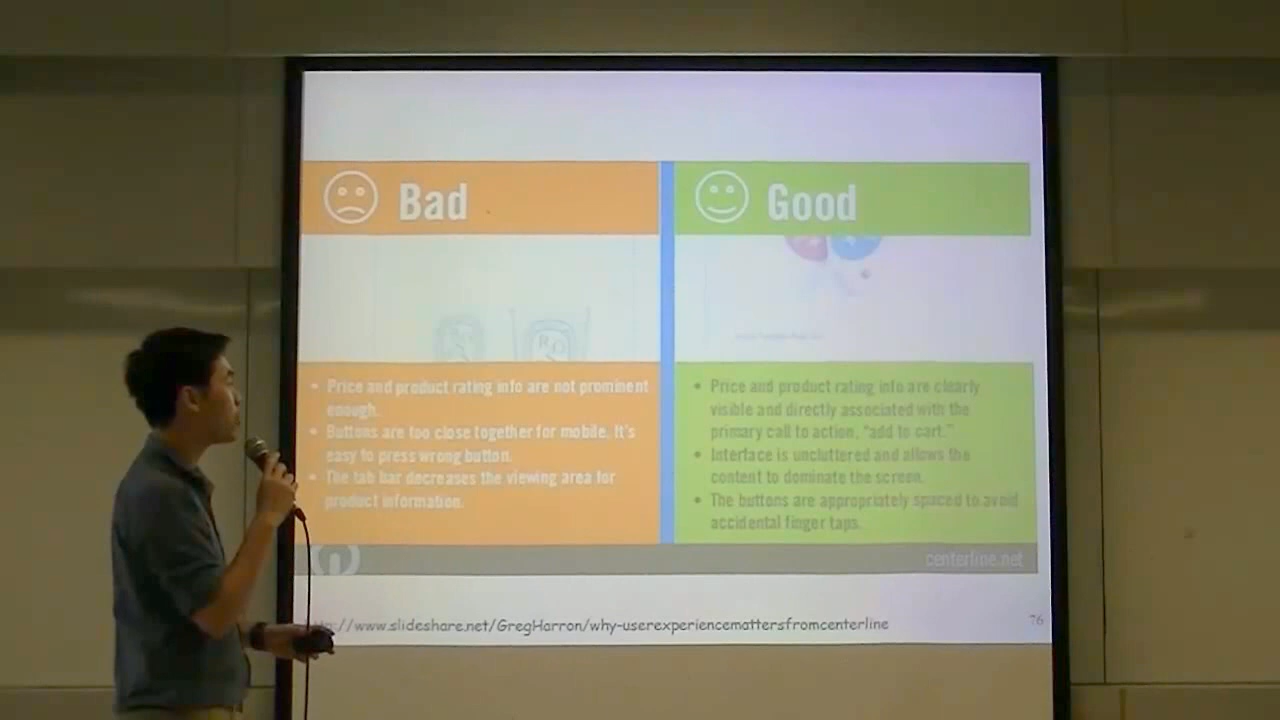 Bad
Good
• Price and product rating info are not prominent
enough.
• Buttons are too close together for mobile. It's
easy to press wrong button.
• The tab bar decreases the viewing area for
product information.
• Price and product rating info are clearly
visible and directly associated with the
primary call to action, "add to cart."
• Interface is uncluttered and allows the
content to dominate the screen.
• The buttons are appropriately spaced to avoid
accidental finger taps.
centerline.net
://www.slideshare.net/GregHarron/why-userexperiencemattersfromcenterline
76